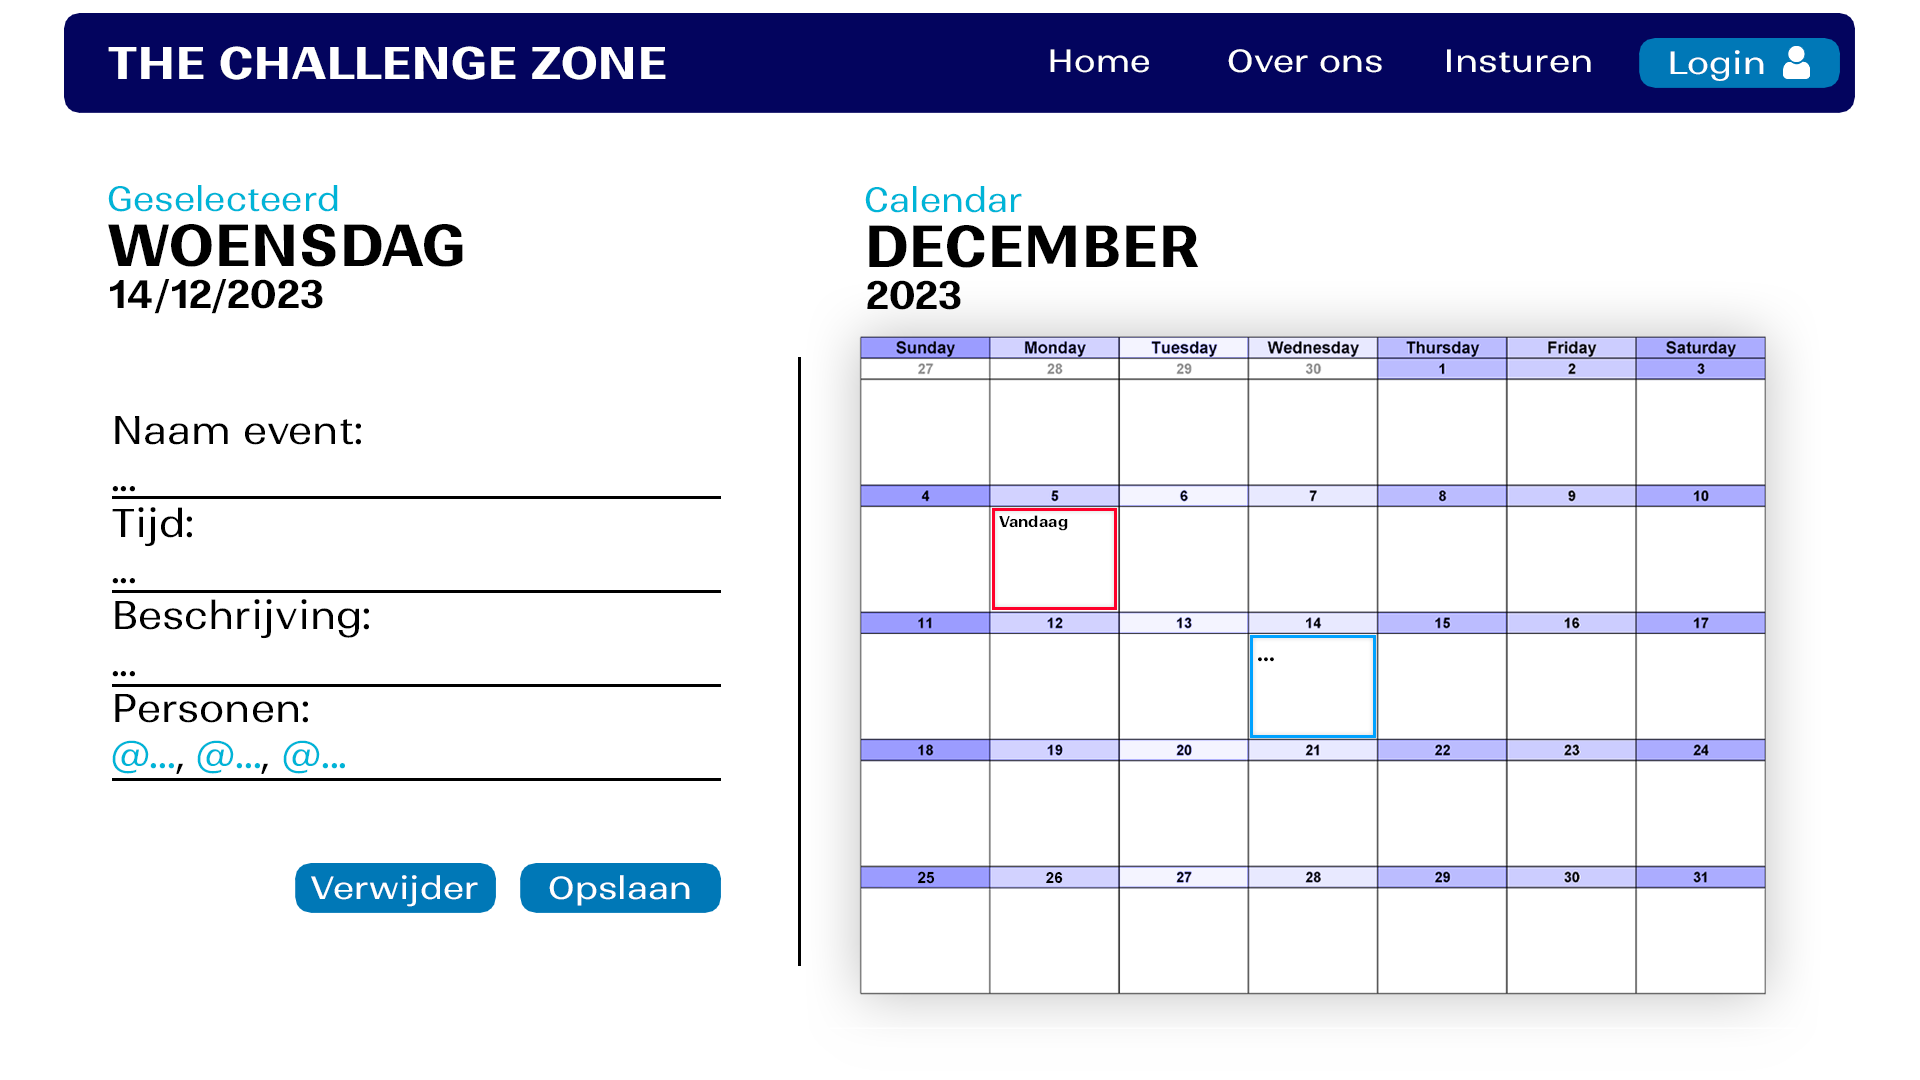 THE CHALLENGE ZONE
Home
Over ons
Insturen
Login
Geselecteerd
WOENSDAG
14/12/2023
Naam event:
...
Tijd:
...
Beschrijving:
...
Personen:
@..., @..., @...
Verwijder
Opslaan
Calendar
DECEMBER
2023
Sunday Monday Tuesday Wednesday Thursday Friday Saturday
27 28 29 30 1 2 3
4 5 6 7 8 9 10
Vandaag
11 12 13 14 15 16 17
...
18 19 20 21 22 23 24
25 26 27 28 29 30 31